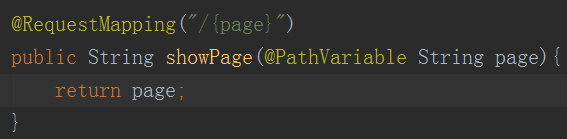 @RequestMapping("/{page}")
public String showPage(@PathVariable String page){
    return page;
}